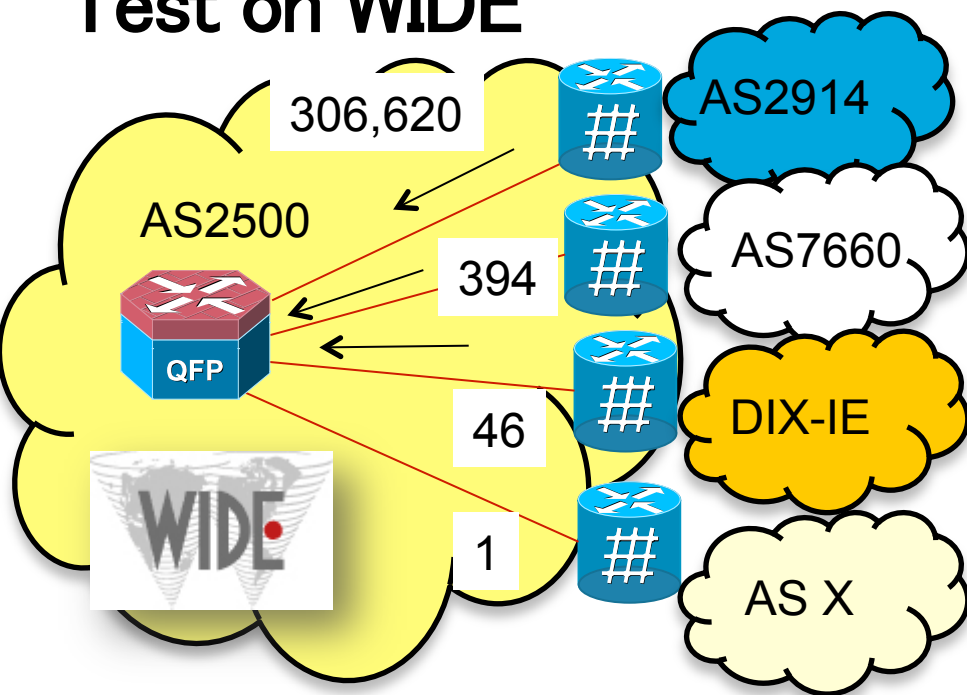 Test on WIDE
306,620
AS2914
AS2500
AS7660
394
QFP
DIX-IE
46
WIDE
1
AS X